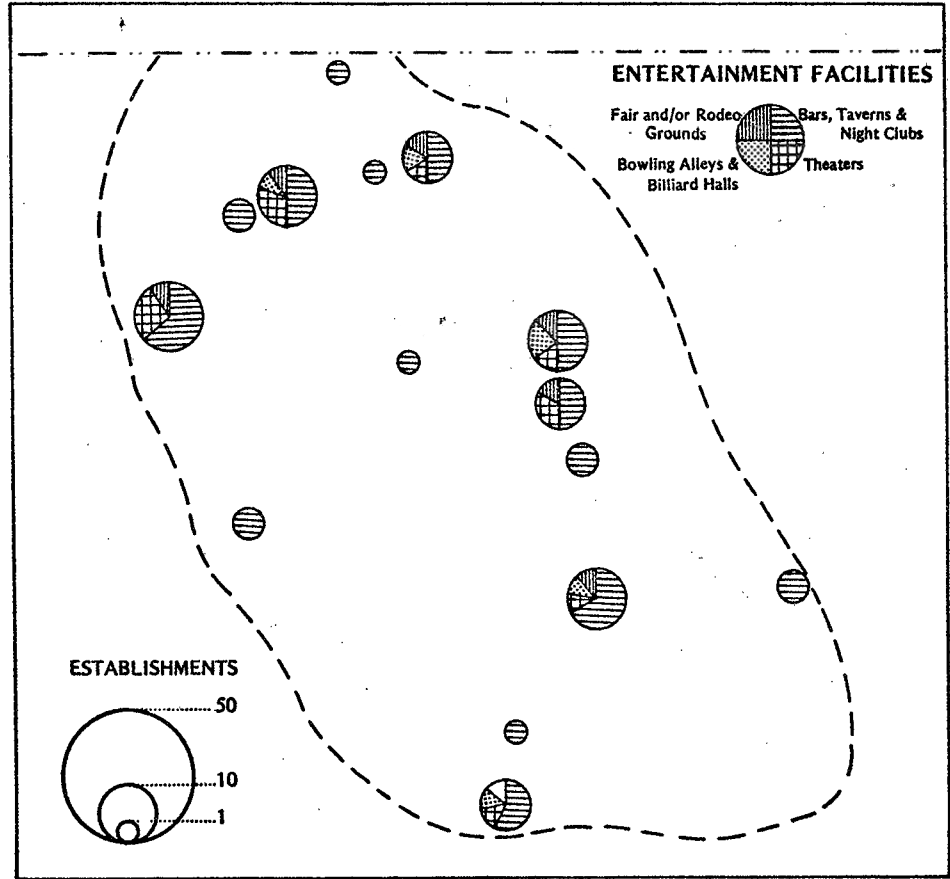 ENTERTAINMENT FACILITIES
Fair and/or Rodeo
Grounds
Bars, Taverns &
Night Clubs
Bowling Alleys &
Billiard Halls
Theaters
ESTABLISHMENTS
50
10
1